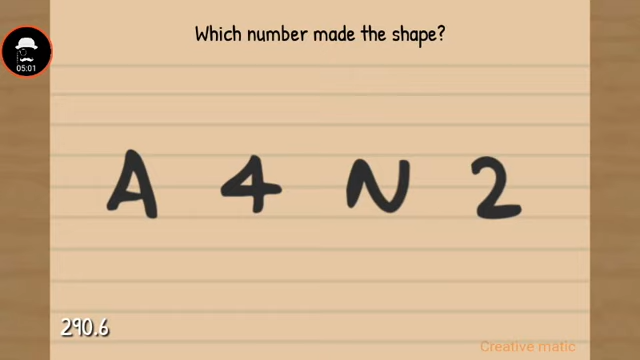 Which number made the shape?
05:01
A 4 N 2
290.6
Creative matic